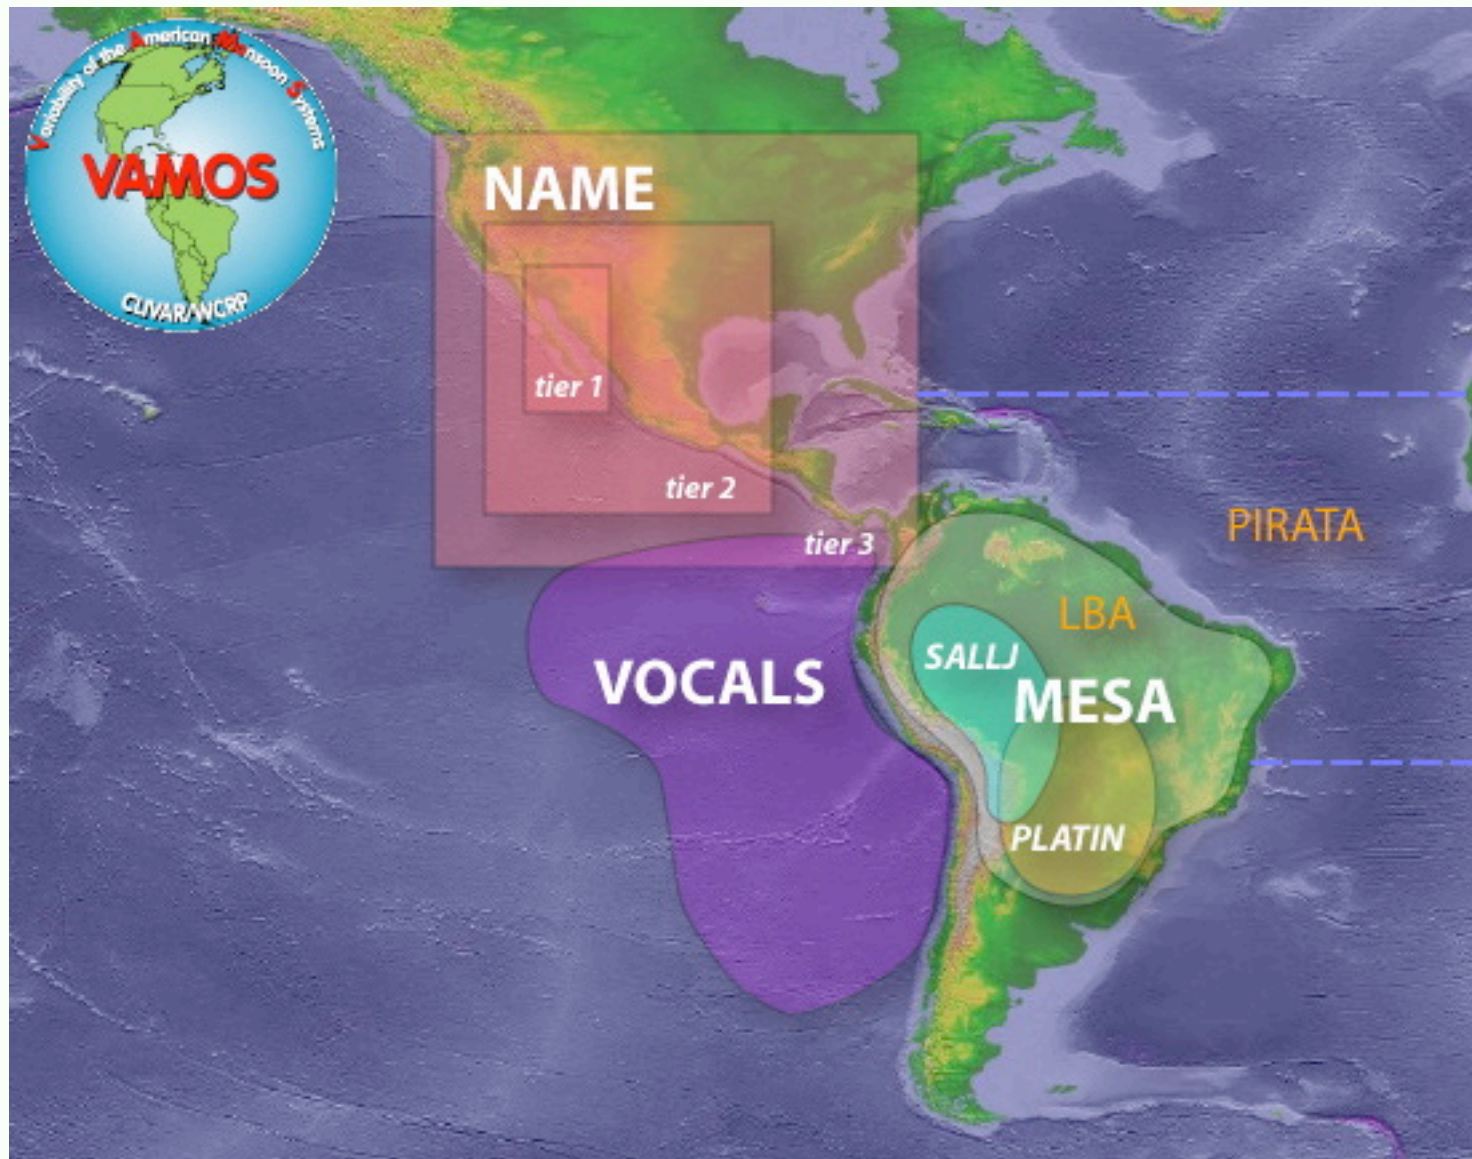 Variability of the American Monsoon Systems
VAMOS
CLIVAR/WCRP
NAME
tier 1
tier 2
tier 3
PIRATA
LBA
SALLJ
VOCALS
MESA
PLATIN